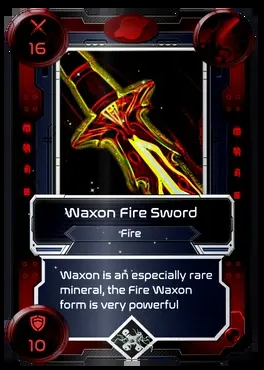 16
Waxon Fire Sword
Fire
Waxon is an especially rare
mineral, the Fire Waxon
form is very powerful
10